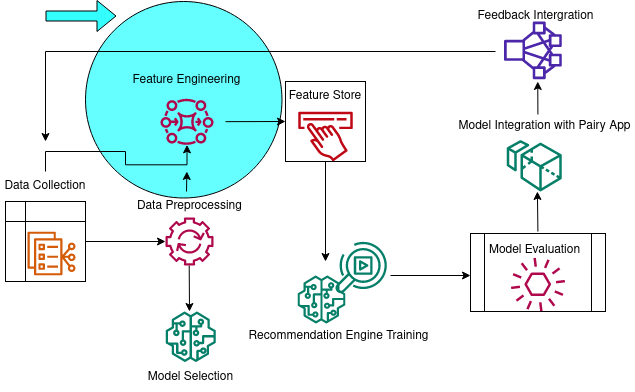 Feedback Intergration
Feature Engineering
Feature Store
Model Integration with Pairy App
Data Collection
Data Preprocessing
Model Evaluation
Recommendation Engine Training
Model Selection